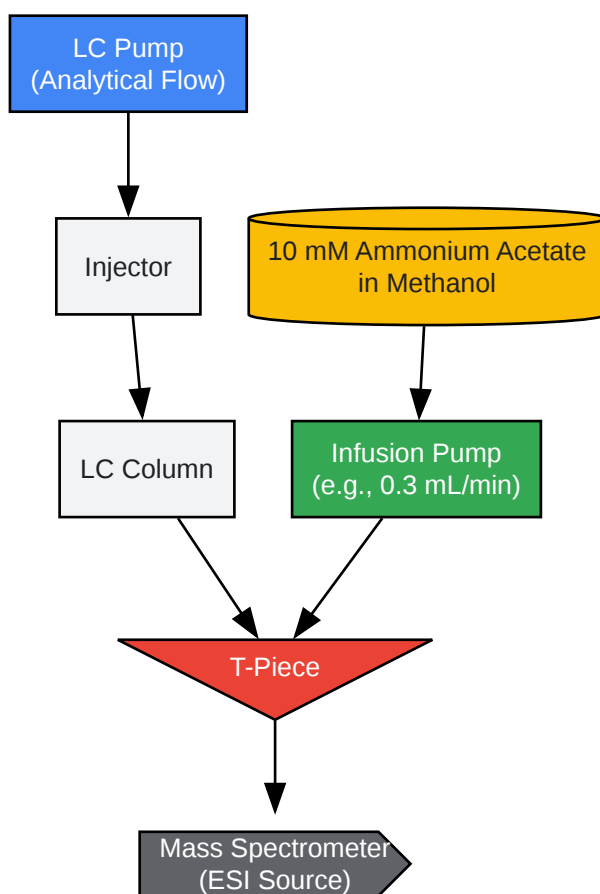 LC Pump
(Analytical Flow)
Injector
10 mM Ammonium Acetate
in Methanol
LC Column
Infusion Pump
(e.g., 0.3 mL/min)
T-Piece
Mass Spectrometer
(ESI Source)